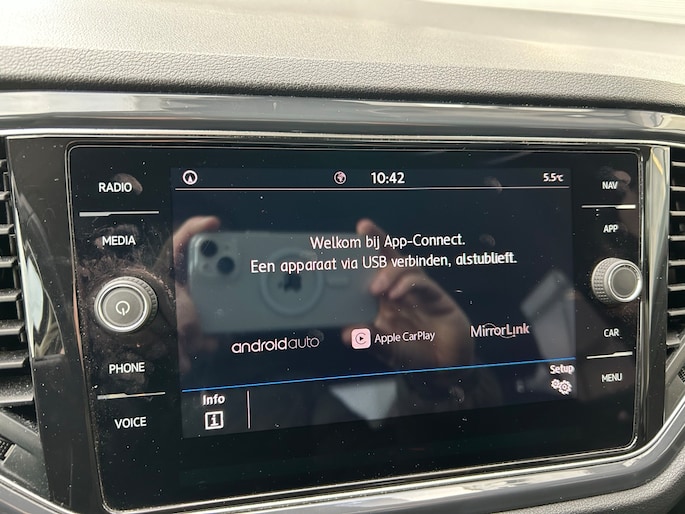 RADIO
MEDIA
PHONE
VOICE
10:42
5.5°C
Welkom bij App-Connect.
Een apparaat via USB verbinden, alstublieft.
androidauto
Apple CarPlay
MirrorLink
Info
Setup
NAV
APP
CAR
MENU